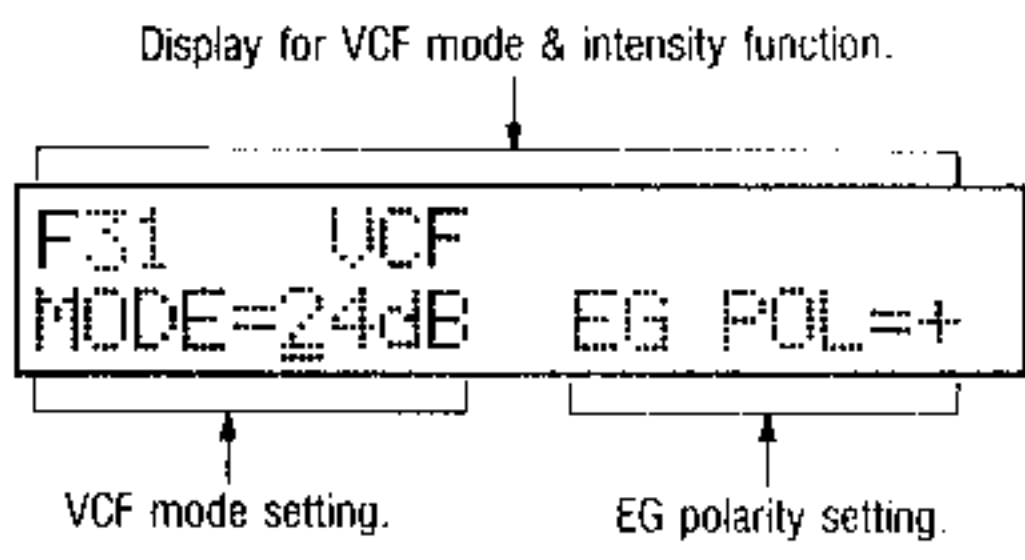 Display for VCF mode & intensity function.
F31 VCF
MODE=24dB EG POL=+
VCF mode setting. EG polarity setting.